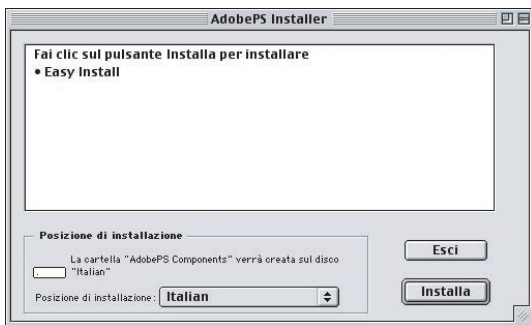 AdobePS Installer
Fai clic sul pulsante Installa per installare
• Easy Install
Posizione di installazione
La cartella "AdobePS Components" verrà creata sul disco
"Italian"
Posizione di installazione: Italian
Esci
Installa